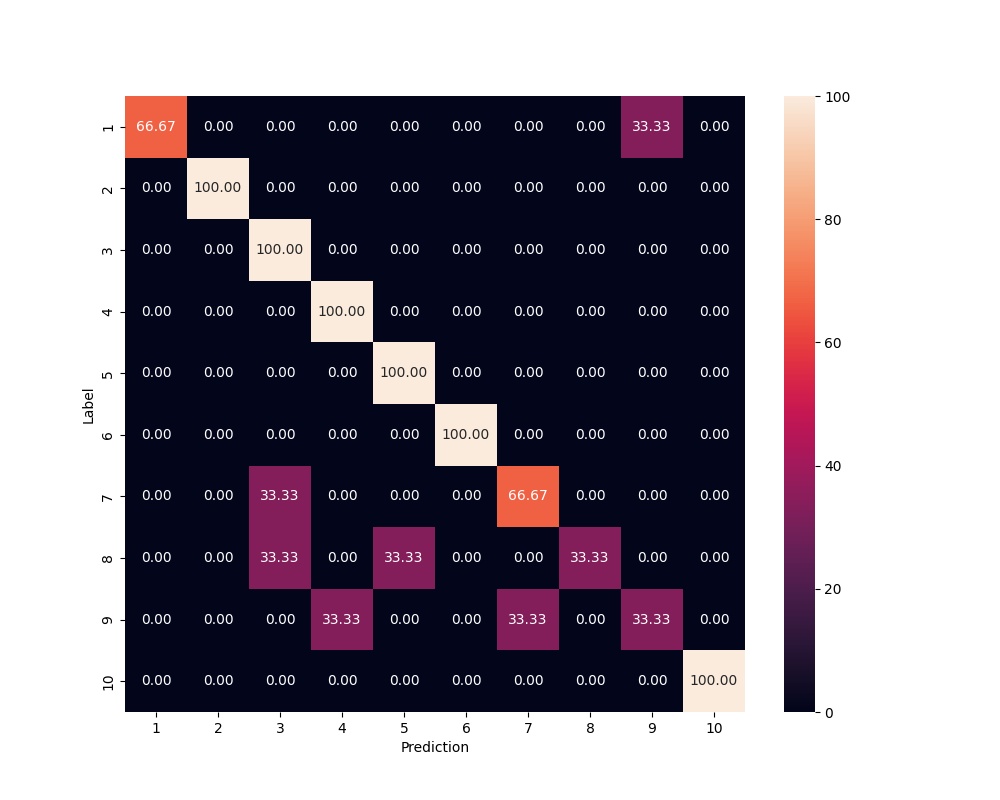 1 66.67 0.00 0.00 0.00 0.00 0.00 0.00 0.00 33.33 0.00 100
2 0.00 100.00 0.00 0.00 0.00 0.00 0.00 0.00 0.00 0.00
80
3 0.00 0.00 100.00 0.00 0.00 0.00 0.00 0.00 0.00 0.00
4 0.00 0.00 0.00 100.00 0.00 0.00 0.00 0.00 0.00 0.00
60
5 0.00 0.00 0.00 0.00 100.00 0.00 0.00 0.00 0.00 0.00
Label
6 0.00 0.00 0.00 0.00 0.00 100.00 0.00 0.00 0.00 0.00
40
7 0.00 0.00 33.33 0.00 0.00 0.00 66.67 0.00 0.00 0.00
8 0.00 0.00 33.33 0.00 33.33 0.00 0.00 33.33 0.00 0.00
20
9 0.00 0.00 0.00 33.33 0.00 0.00 33.33 0.00 33.33 0.00
10 0.00 0.00 0.00 0.00 0.00 0.00 0.00 0.00 0.00 100.00
0
1 2 3 4 5 6 7 8 9 10
Prediction